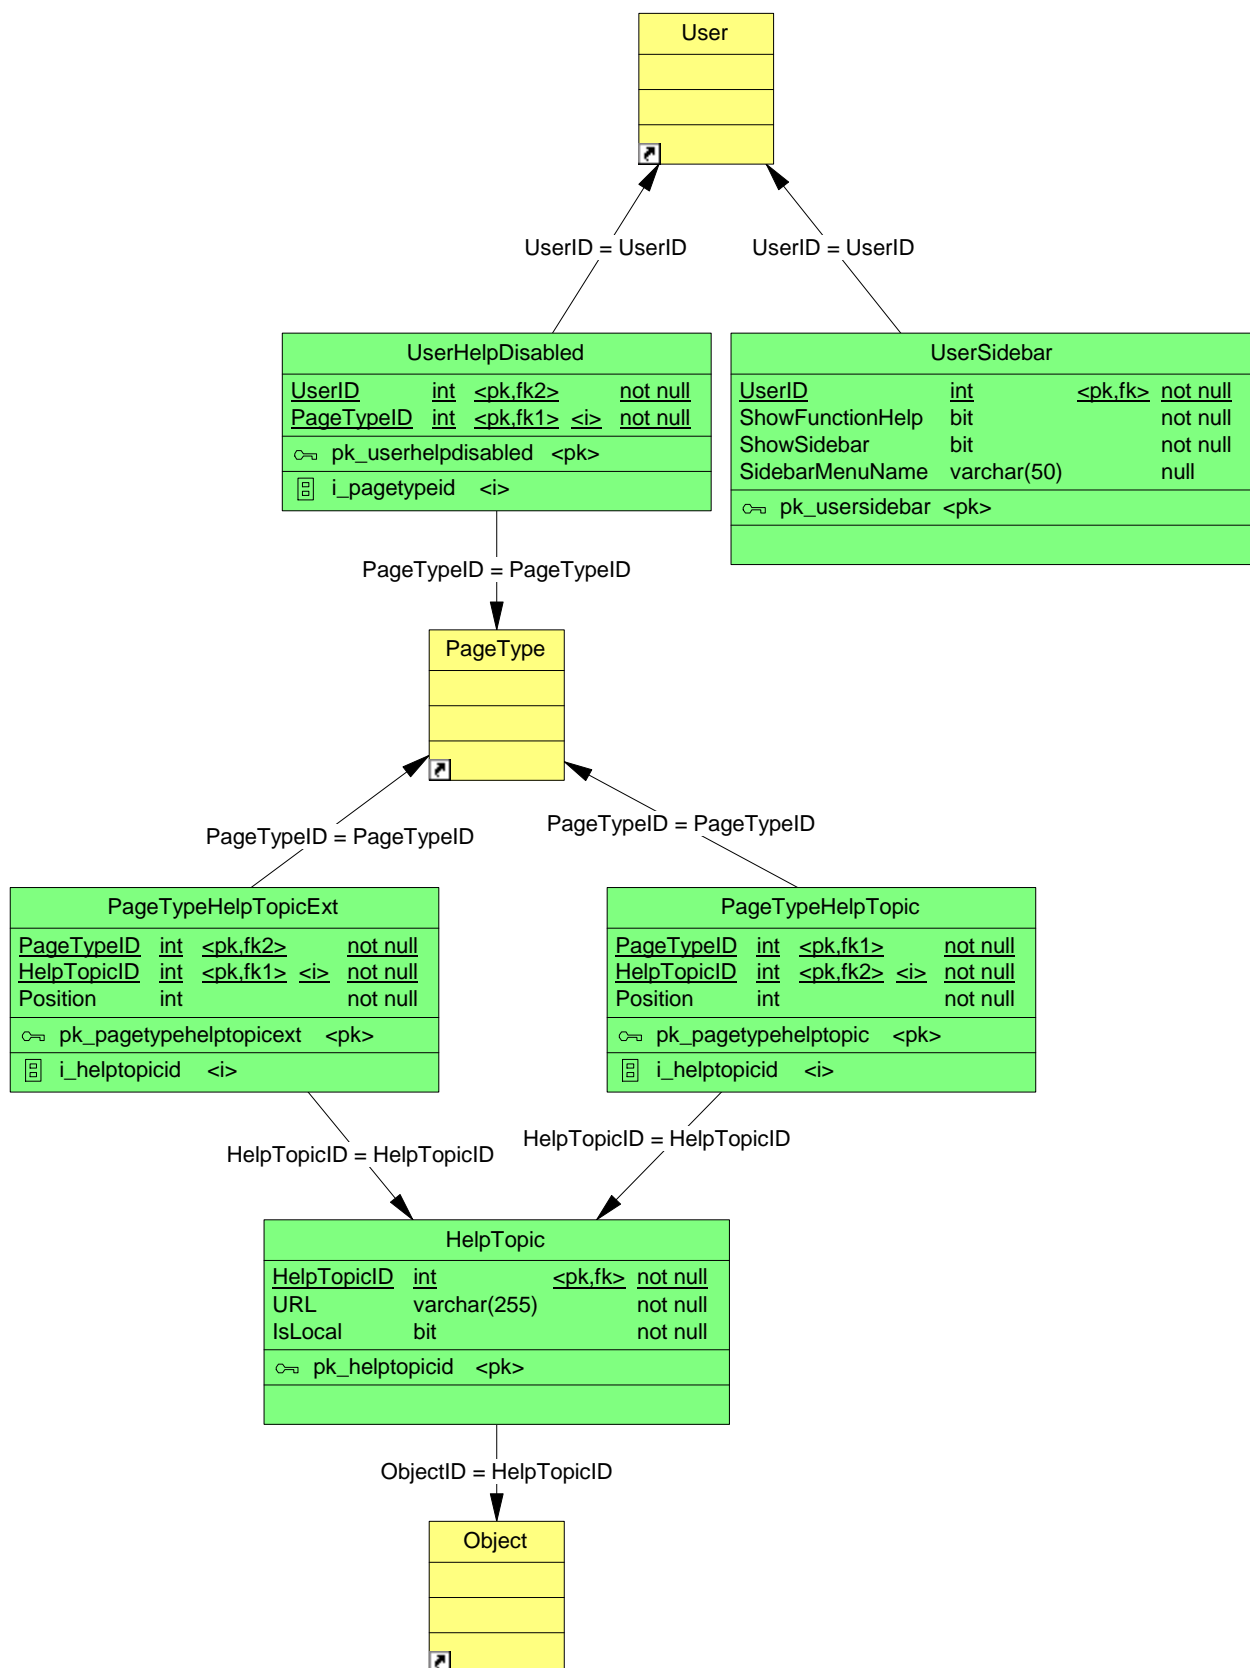 User
UserID = UserID
UserID = UserID
UserHelpDisabled
UserID int <pk,fk2> not null
PageTypeID int <pk,fk1> <i> not null
pk_userhelpdisabled <pk>
i_pagetypeid <i>
UserSidebar
UserID int <pk,fk> not null
ShowFunctionHelp bit not null
ShowSidebar bit not null
SidebarMenuName varchar(50) null
pk_usersidebar <pk>
PageTypeID = PageTypeID
PageType
PageTypeID = PageTypeID
PageTypeID = PageTypeID
PageTypeHelpTopicExt
PageTypeID int <pk,fk2> not null
HelpTopicID int <pk,fk1> <i> not null
Position int not null
pk_pagetypehelptopicext <pk>
i_helptopicid <i>
PageTypeHelpTopic
PageTypeID int <pk,fk1> not null
HelpTopicID int <pk,fk2> <i> not null
Position int not null
pk_pagetypehelptopic <pk>
i_helptopicid <i>
HelpTopicID = HelpTopicID
HelpTopicID = HelpTopicID
HelpTopic
HelpTopicID int <pk,fk> not null
URL varchar(255) not null
IsLocal bit not null
pk_helptopicid <pk>
ObjectID = HelpTopicID
Object